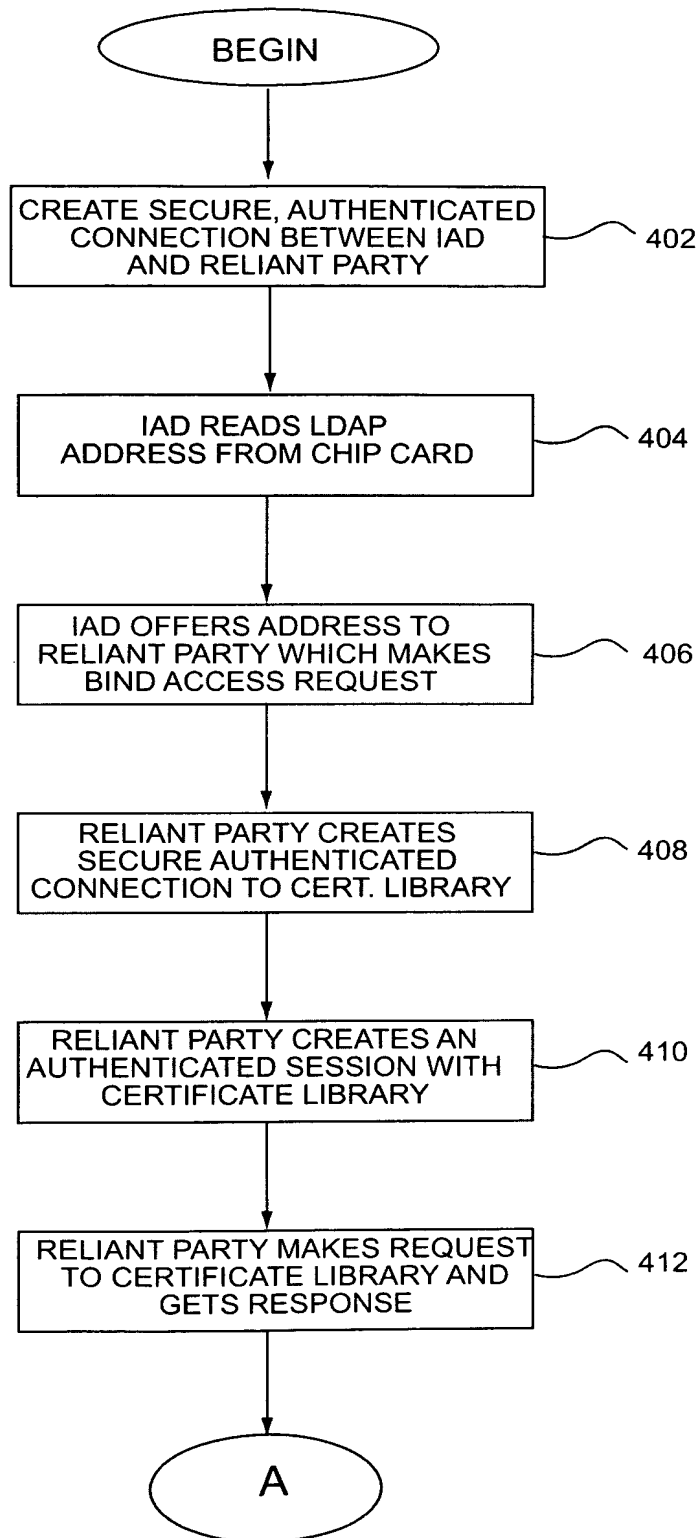 BEGIN
CREATE SECURE, AUTHENTICATED
CONNECTION BETWEEN IAD
AND RELIANT PARTY
402
IAD READS LDAP
ADDRESS FROM CHIP CARD
404
IAD OFFERS ADDRESS TO
RELIANT PARTY WHICH MAKES
BIND ACCESS REQUEST
406
RELIANT PARTY CREATES
SECURE AUTHENTICATED
CONNECTION TO CERT. LIBRARY
408
RELIANT PARTY CREATES AN
AUTHENTICATED SESSION WITH
CERTIFICATE LIBRARY
410
RELIANT PARTY MAKES REQUEST
TO CERTIFICATE LIBRARY AND
GETS RESPONSE
412
A